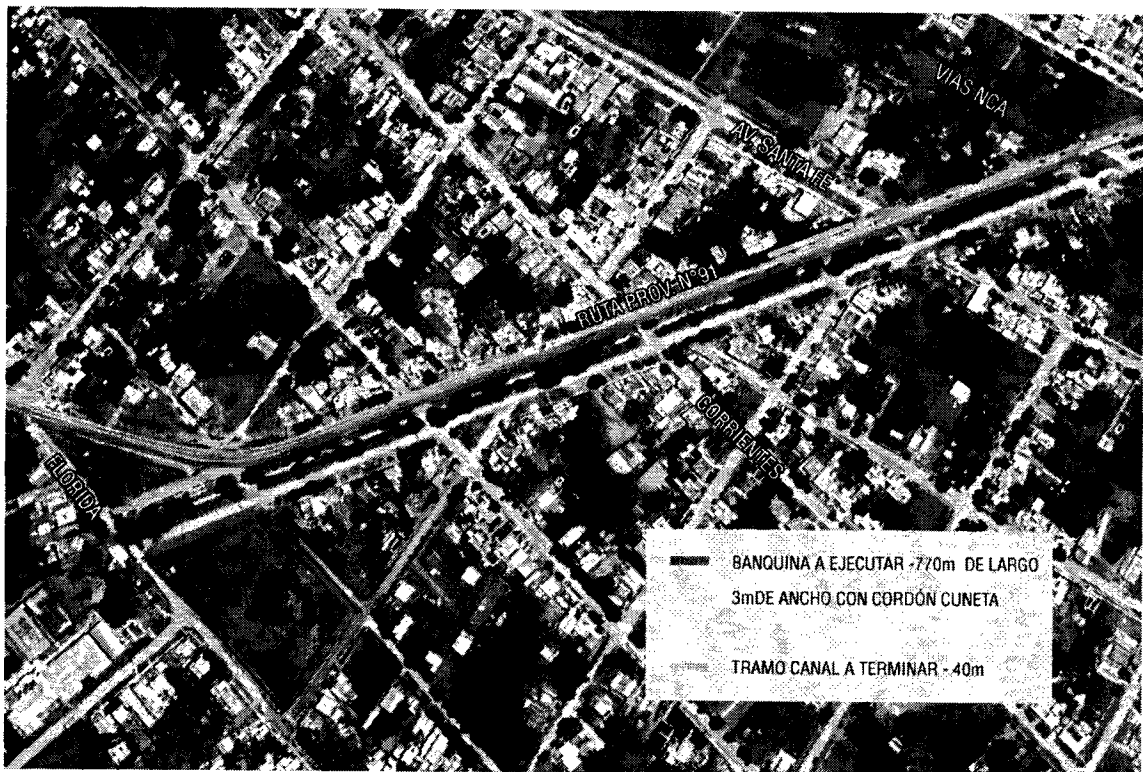 VIAS NCA
AV. SANTA FE
RUTA PROV. N°91
CORRIENTES
FLORIDA
BANQUINA A EJECUTAR -770m DE LARGO
3mDE ANCHO CON CORDÓN CUNETA
TRAMO CANAL A TERMINAR - 40m